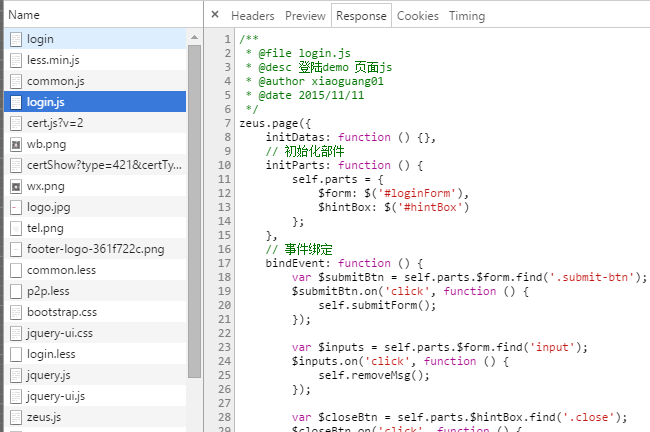 Name
× Headers Preview Response Cookies Timing
login
less.min.js
common.js
login.js
cert.js?v=2
wb.png
certShow?type=421&certTy...
wx.png
logo.jpg
tel.png
footer-logo-361f722c.png
common.less
p2p.less
bootstrap.css
jquery-ui.css
login.less
jquery.js
jquery-ui.js
zeus.js
1 /**
2 * @file login.js
3 * @desc 登陆demo 页面js
4 * @author xiaoguang01
5 * @date 2015/11/11
6 */
7 zeus.page({
8 initDatas: function () {},
9 // 初始化部件
10 initParts: function () {
11 self.parts = {
12 $form: $('#loginForm'),
13 $hintBox: $('#hintBox')
14 };
15 },
16 // 事件绑定
17 bindEvent: function () {
18 var $submitBtn = self.parts.$form.find('.submit-btn');
19 $submitBtn.on('click', function () {
20 self.submitForm();
21 });
22
23 var $inputs = self.parts.$form.find('input');
24 $inputs.on('click', function () {
25 self.removeMsg();
26 });
27
28 var $closeBtn = self.parts.$hintBox.find('.close');
29 $closeBtn.on('click', function () {